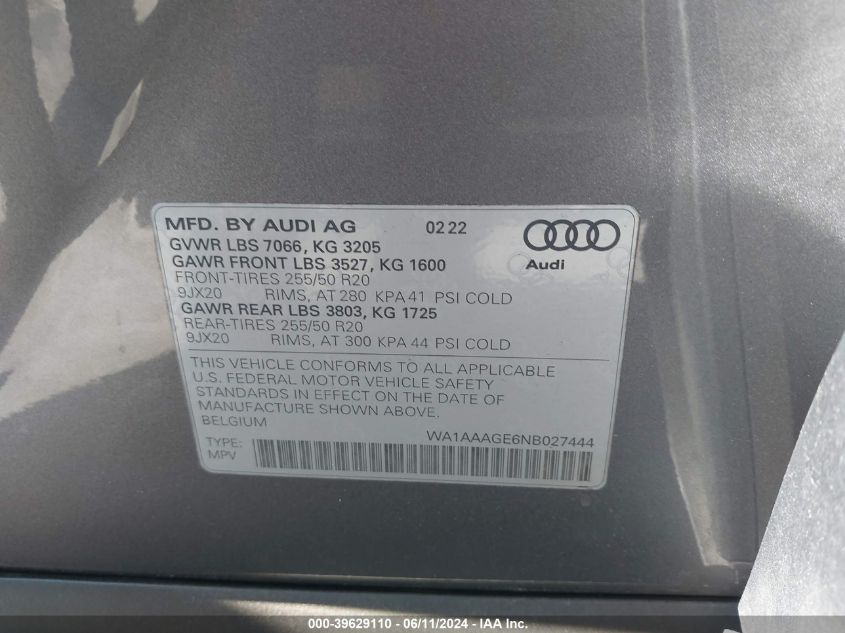 MFD. BY AUDI AG 02 22
GVWR LBS 7066, KG 3205
GAWR FRONT LBS 3527, KG 1600
Audi
FRONT-TIRES 255/50 R20
9JX20 RIMS, AT 280 KPA 41 PSI COLD
GAWR REAR LBS 3803, KG 1725
REAR-TIRES 255/50 R20
9JX20 RIMS, AT 300 KPA 44 PSI COLD
THIS VEHICLE CONFORMS TO ALL APPLICABLE
U.S. FEDERAL MOTOR VEHICLE SAFETY
STANDARDS IN EFFECT ON THE DATE OF
MANUFACTURE SHOWN ABOVE.
BELGIUM
WA1AAAGE6NB027444
TYPE:
MPV
000-39629110 - 06/11/2024 - IAA Inc.